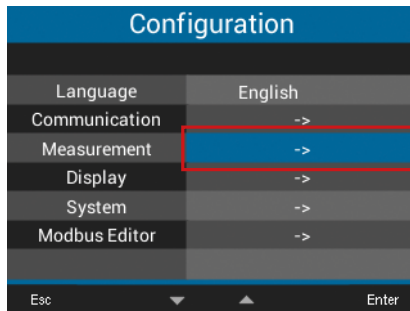 Configuration
Language English
Communication ->
Measurement ->
Display ->
System ->
Modbus Editor ->
Esc Enter